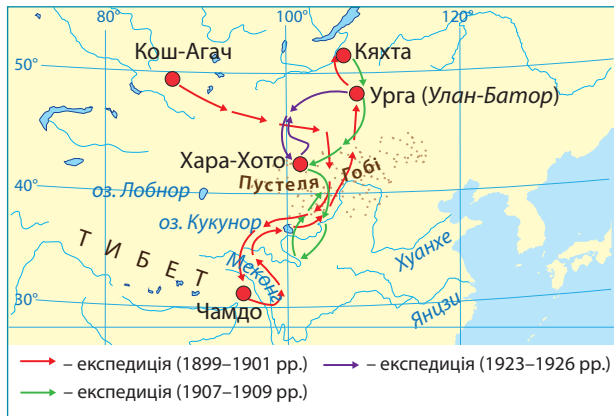 80° 100° 120°
50°
Кош-Агач
Кяхта
Урга (Улан-Батор)
Хара-Хото
Пустеля Гобі
40°
оз. Лобнор
оз. Кукунор
ТИБЕТ
Меконг
Хуанхе
Янцзи
30°
Чамдо
– експедиція (1899–1901 рр.)
– експедиція (1923–1926 рр.)
– експедиція (1907–1909 рр.)